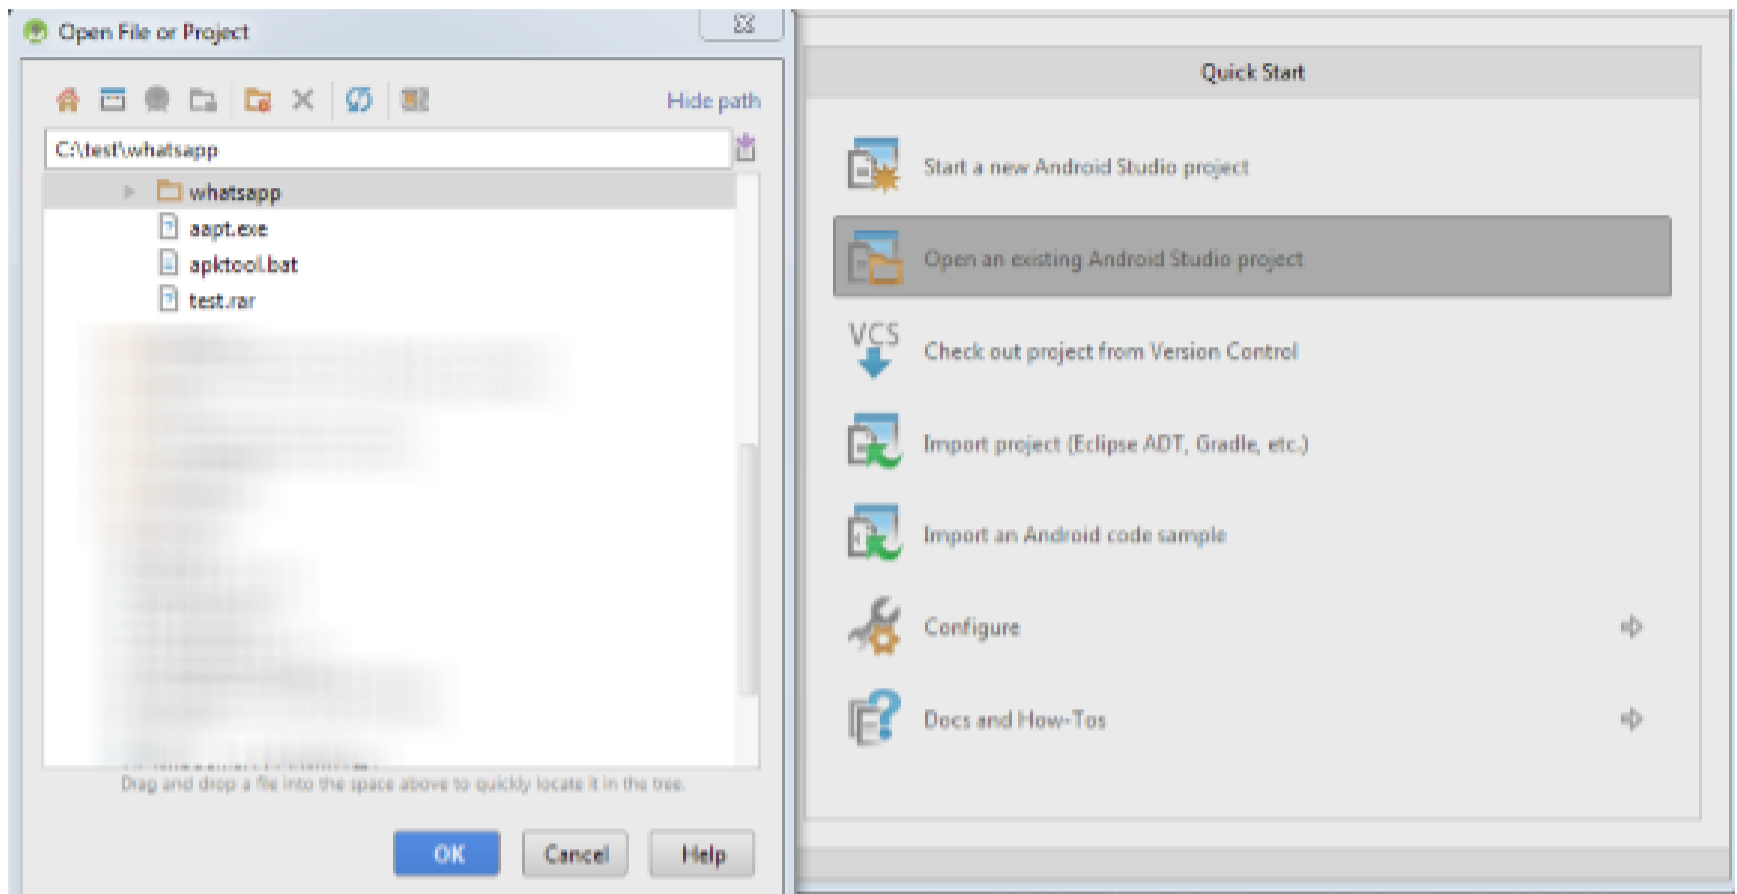 Open File or Project
Hide path
C:\test\whatsapp
whatsapp
aapt.exe
apktool.bat
test.rar
Drag and drop a file into the space above to quickly locate it in the tree.
OK
Cancel
Help
Quick Start
Start a new Android Studio project
Open an existing Android Studio project
VCS
Check out project from Version Control
Import project (Eclipse ADT, Gradle, etc.)
Import an Android code sample
Configure
Docs and How-Tos